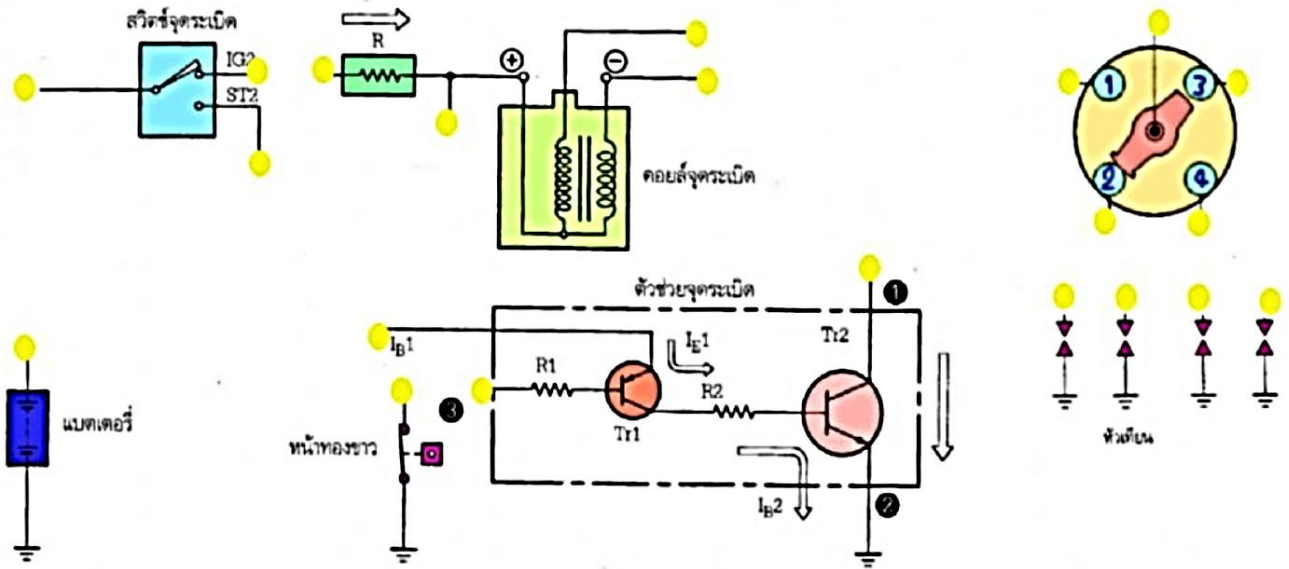 สวิตช์จุดระเบิด
IG2
ST2
R
+
−
คอยล์จุดระเบิด
1
3
2
4
ตัวช่วยจุดระเบิด
❶
IB1
IE1
Tr2
R1
R2
Tr1
❸
แบตเตอรี่
หน้าทองขาว
IB2
❷
หัวเทียน